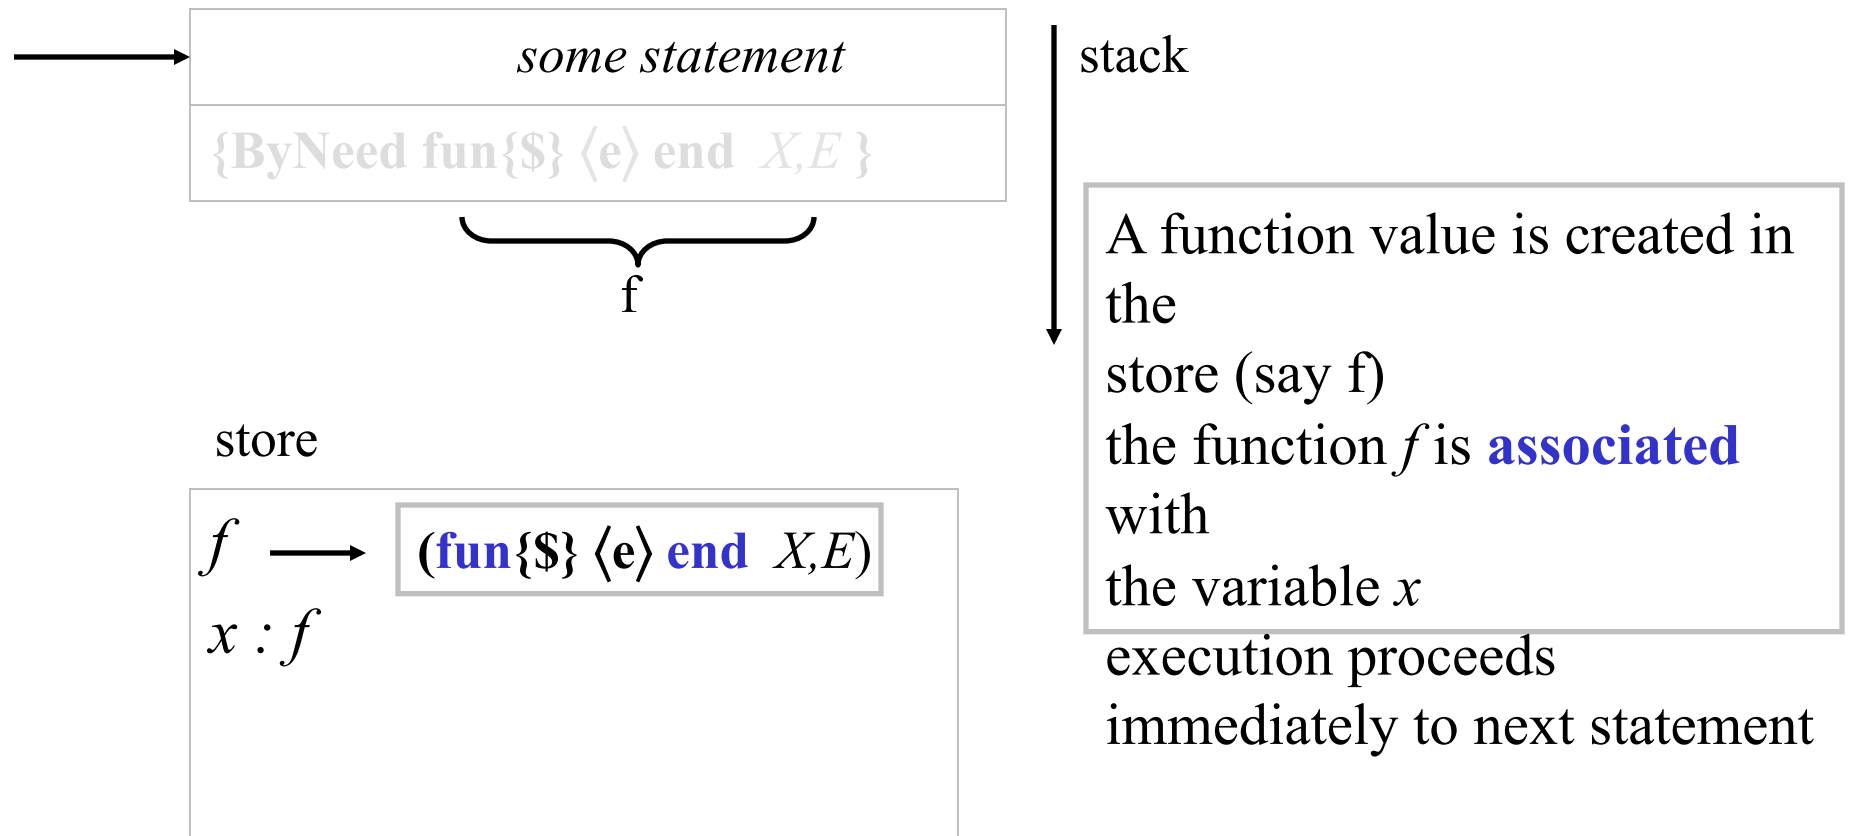 some statement
stack
{ByNeed fun{$} ⟨e⟩ end X,E }
f
A function value is created in
the
store (say f)
the function f is associated
with
the variable x
execution proceeds
immediately to next statement
store
f (fun{$} ⟨e⟩ end X,E)
x : f